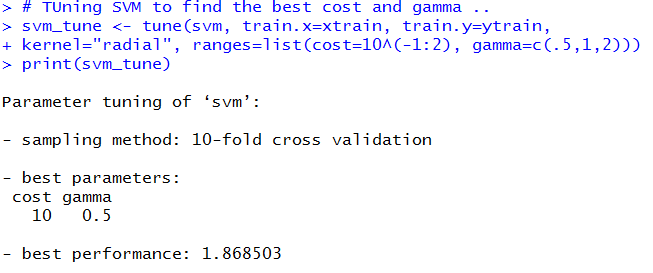 > # TUning SVM to find the best cost and gamma ..
> svm_tune <- tune(svm, train.x=xtrain, train.y=ytrain,
+ kernel="radial", ranges=list(cost=10^(-1:2), gamma=c(.5,1,2)))
> print(svm_tune)
Parameter tuning of ‘svm’:
- sampling method: 10-fold cross validation
- best parameters:
cost gamma
10 0.5
- best performance: 1.868503